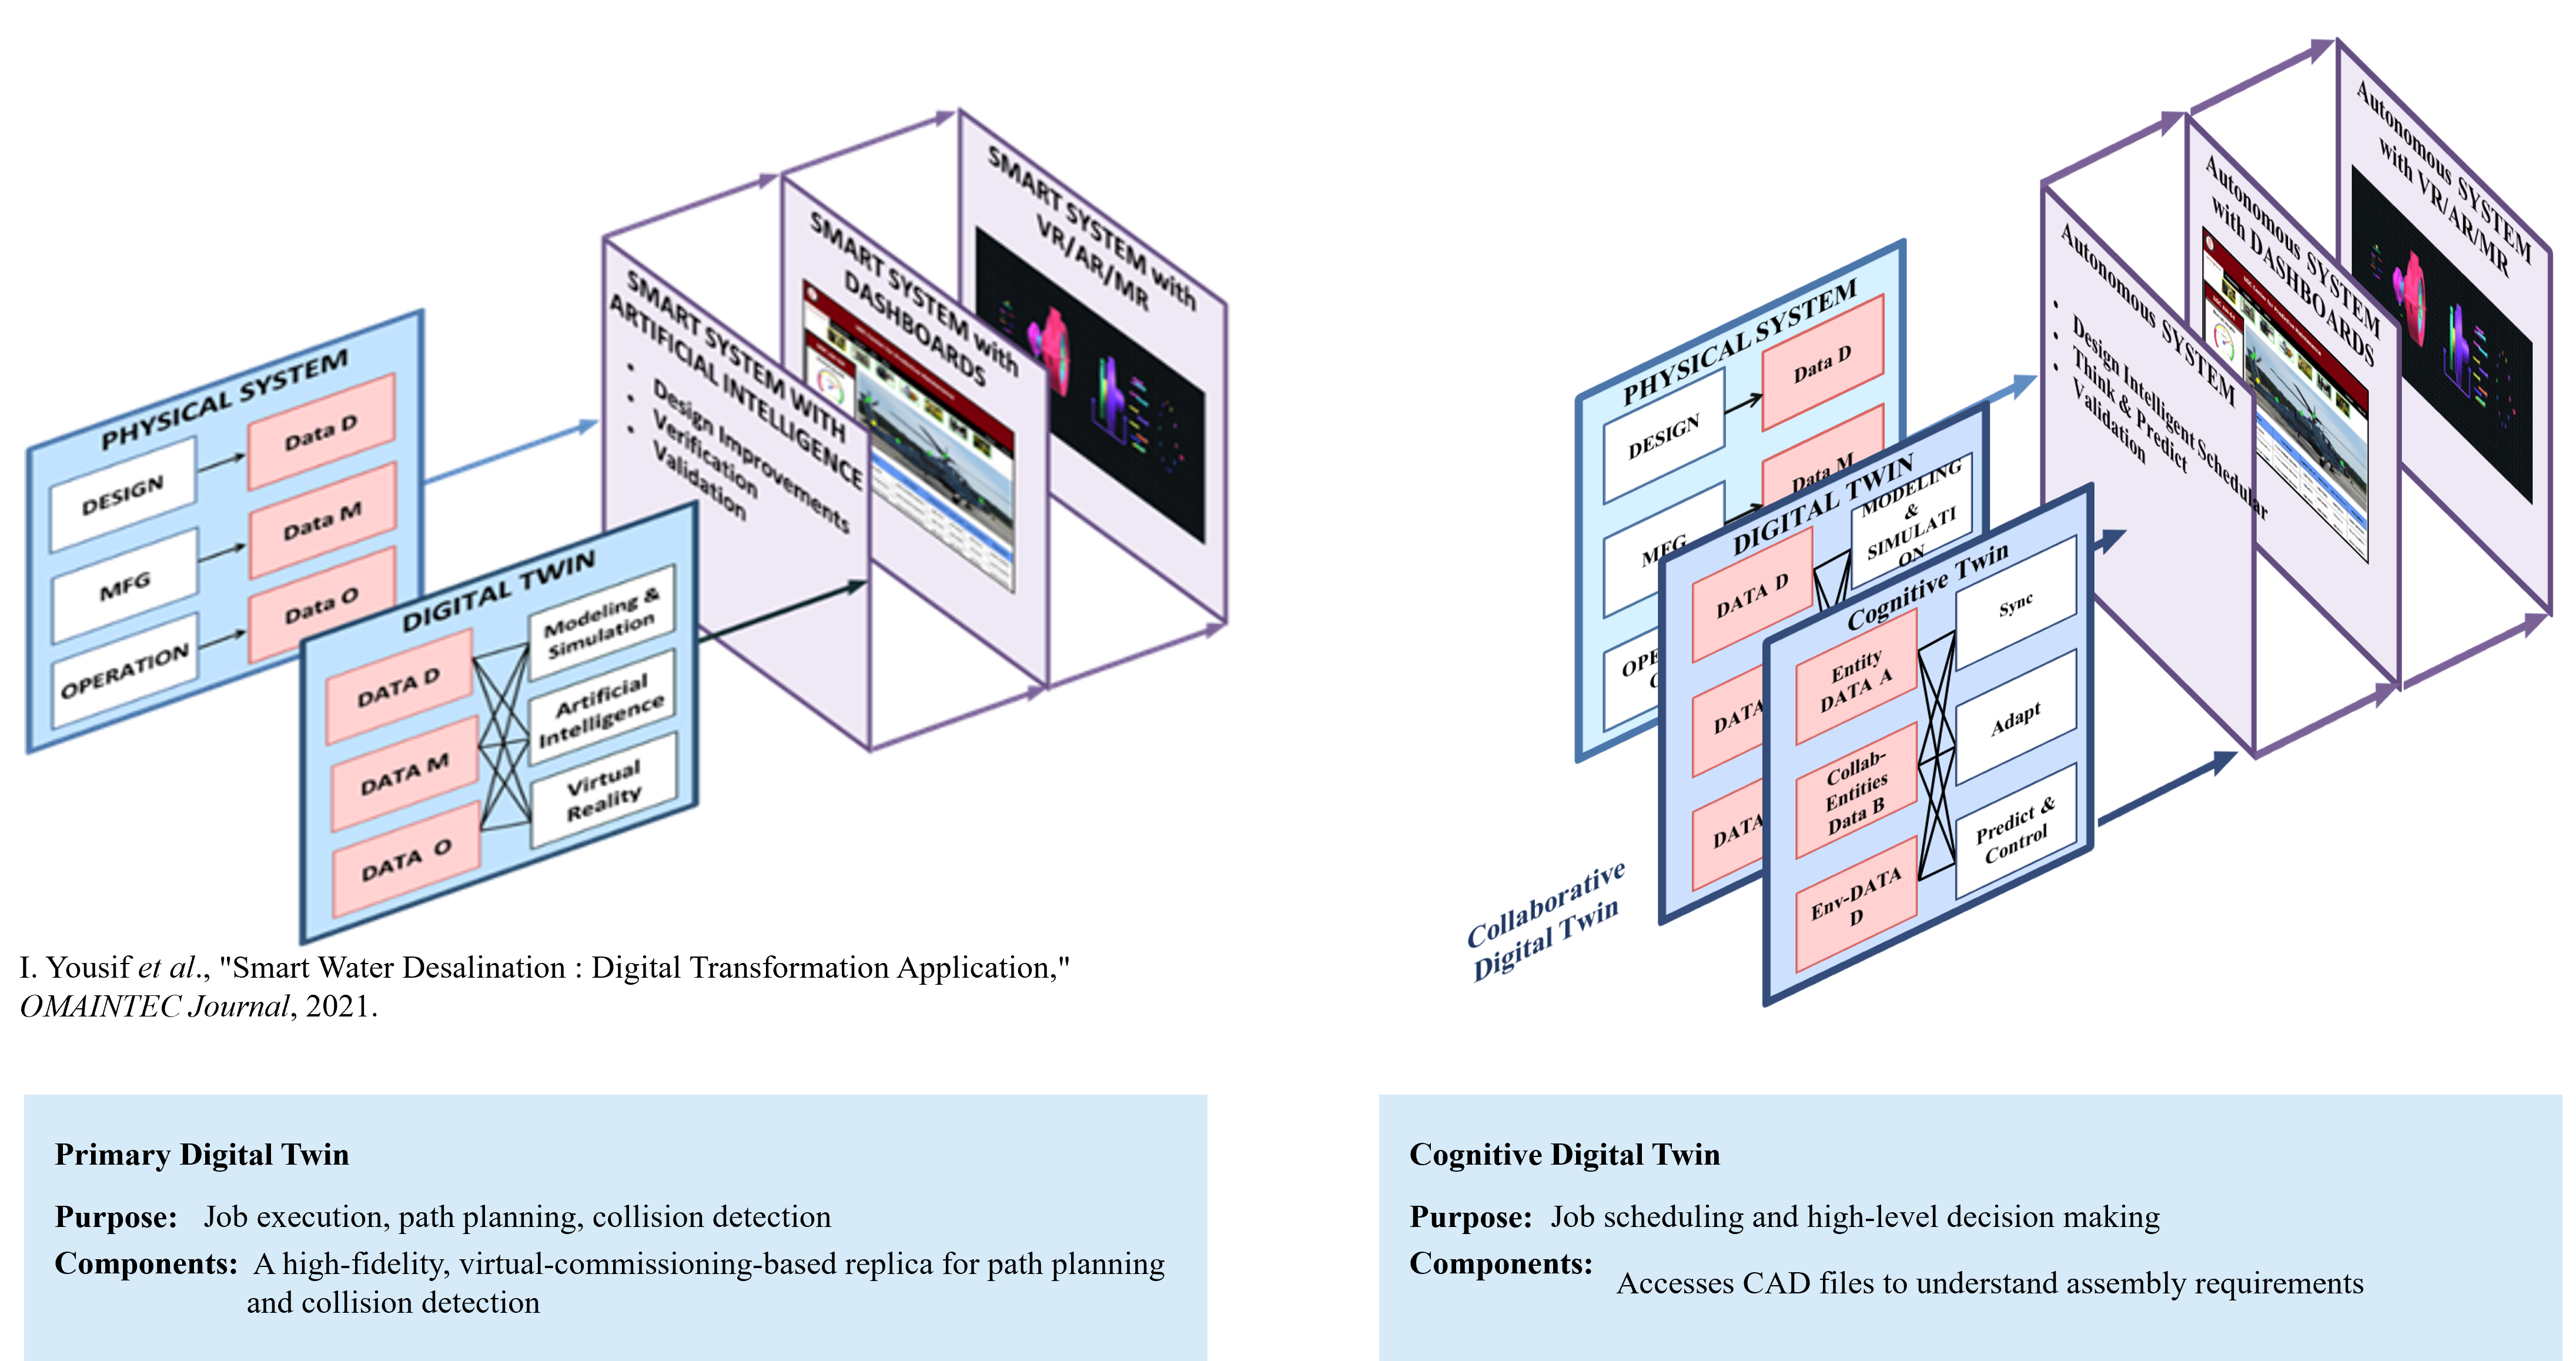 PHYSICAL SYSTEM
DESIGN
Data D
MFG
Data M
OPERATION
Data O
DIGITAL TWIN
DATA D
DATA M
DATA O
Modeling &
Simulation
Artificial
Intelligence
Virtual
Reality
SMART SYSTEM WITH
ARTIFICIAL INTELLIGENCE
• Design Improvements
• Verification
• Validation
SMART SYSTEM with
DASHBOARDS
SMART SYSTEM with
VR/AR/MR
I. Yousif et al., "Smart Water Desalination : Digital Transformation Application,"
OMAINTEC Journal, 2021.
PHYSICAL SYSTEM
DESIGN
Data D
MFG
Data M
DIGITAL TWIN
DATA D
DATA
DATA
MODELING
&
SIMULATI
ON
Cognitive Twin
Entity
DATA A
Collab-
Entities
Data B
Env-DATA
D
Sync
Adapt
Predict &
Control
Collaborative
Digital Twin
Autonomous SYSTEM
• Design Intelligent Schedular
• Think & Predict
• Validation
Autonomous SYSTEM
with DASHBOARDS
Autonomous SYSTEM
with VR/AR/MR
Primary Digital Twin
Purpose: Job execution, path planning, collision detection
Components: A high-fidelity, virtual-commissioning-based replica for path planning
and collision detection
Cognitive Digital Twin
Purpose: Job scheduling and high-level decision making
Components: Accesses CAD files to understand assembly requirements